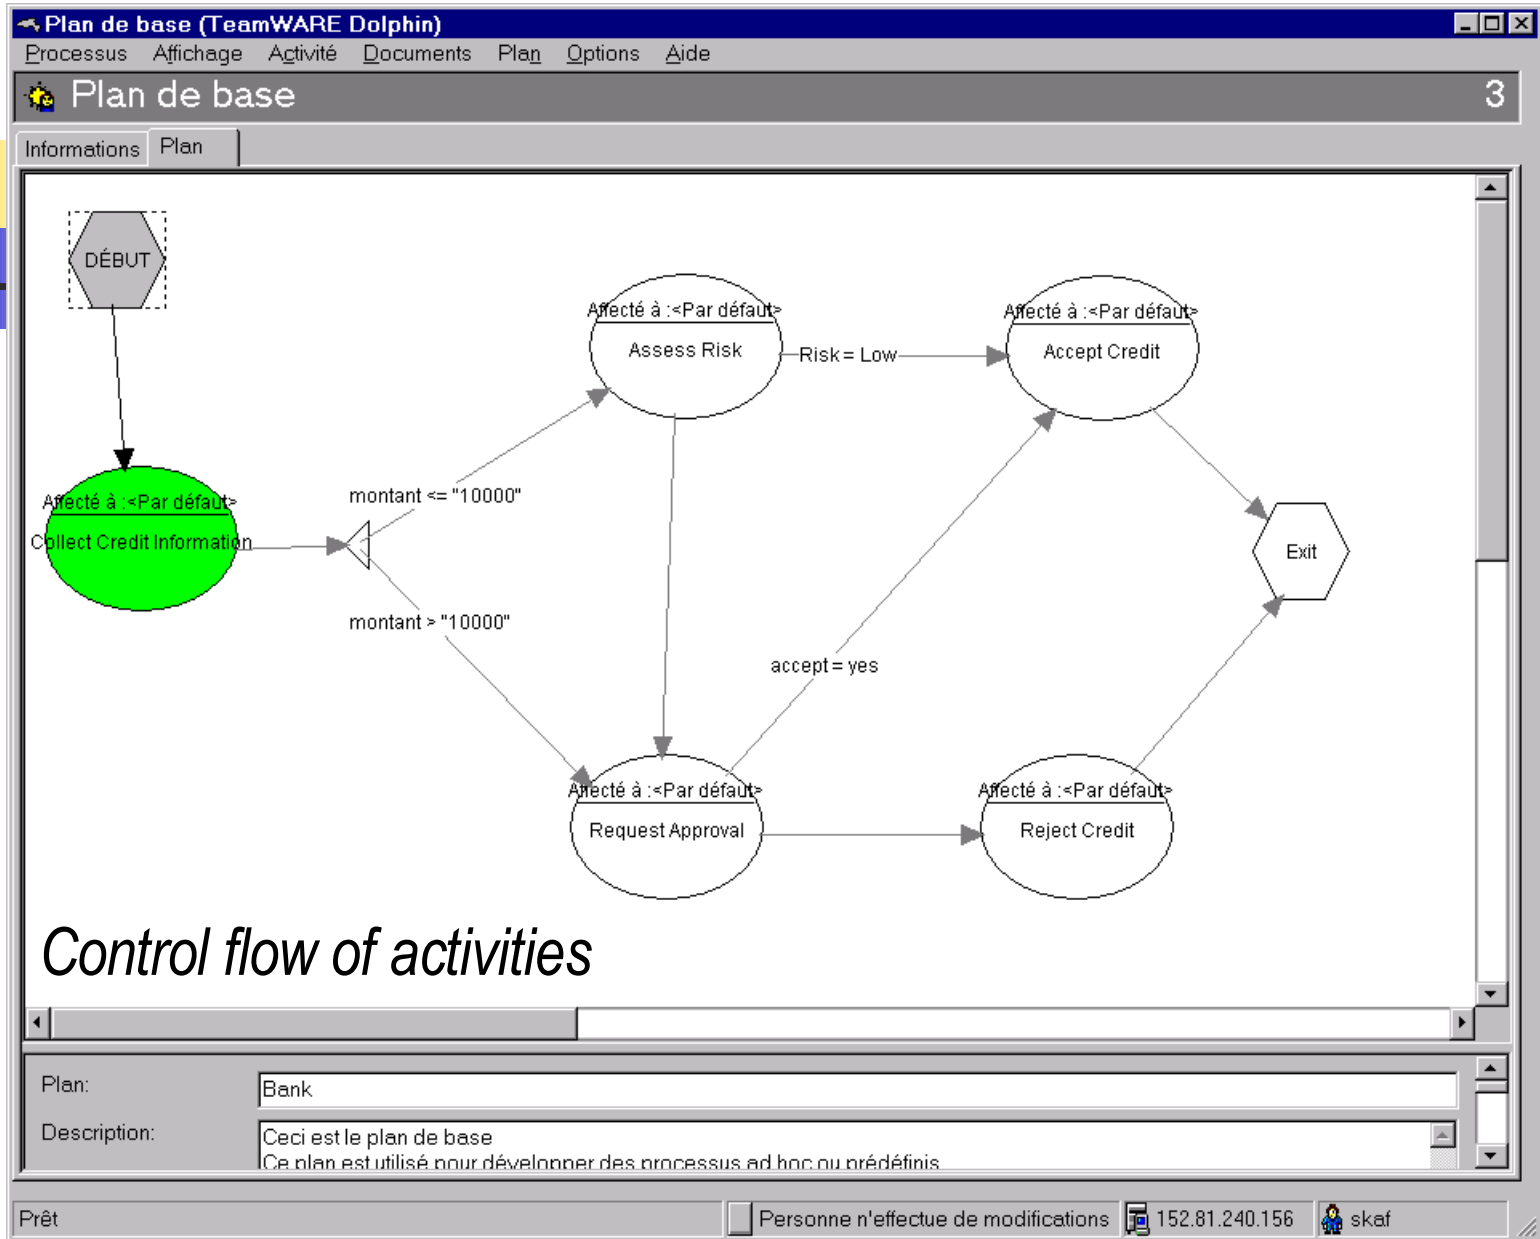 Plan de base (TeamWARE Dolphin)
Processus Affichage Activité Documents Plan Options Aide
Plan de base 3
Informations Plan
DÉBUT
Affecté à :<Par défaut>
Assess Risk
Risk = Low
Affecté à :<Par défaut>
Accept Credit
Affecté à :<Par défaut>
Collect Credit Information
montant <= "10000"
montant > "10000"
Exit
accept = yes
Affecté à :<Par défaut>
Request Approval
Affecté à :<Par défaut>
Reject Credit
Control flow of activities
Plan: Bank
Description: Ceci est le plan de base
Ce plan est utilisé pour développer des processus ad hoc ou prédéfinis
Prêt Personne n'effectue de modifications 152.81.240.156 skaf